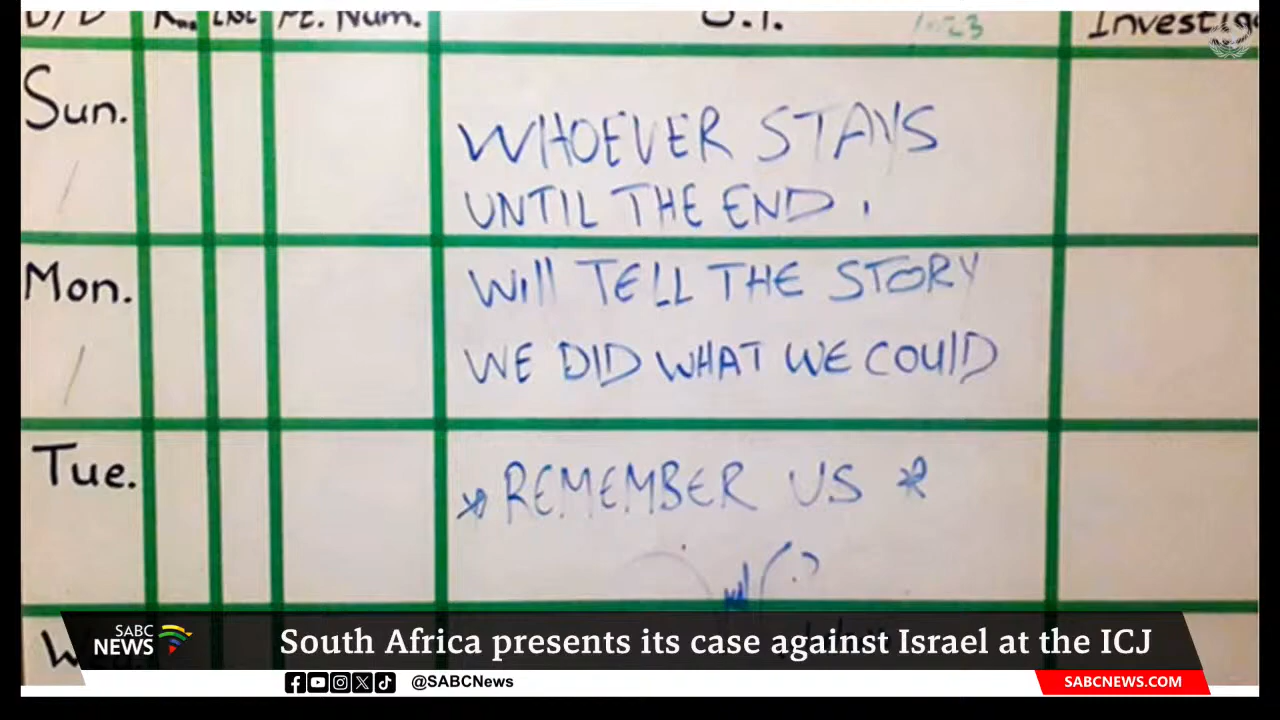 Num.
Sun.
WHOEVER STAYS
UNTIL THE END.
Mon.
Will TELL THE STORY
WE DID WHAT WE COULD
Tue.
*REMEMBER US*
SABC
NEWS
South Africa presents its case against Israel at the ICJ
@SABCNews
SABCNEWS.COM